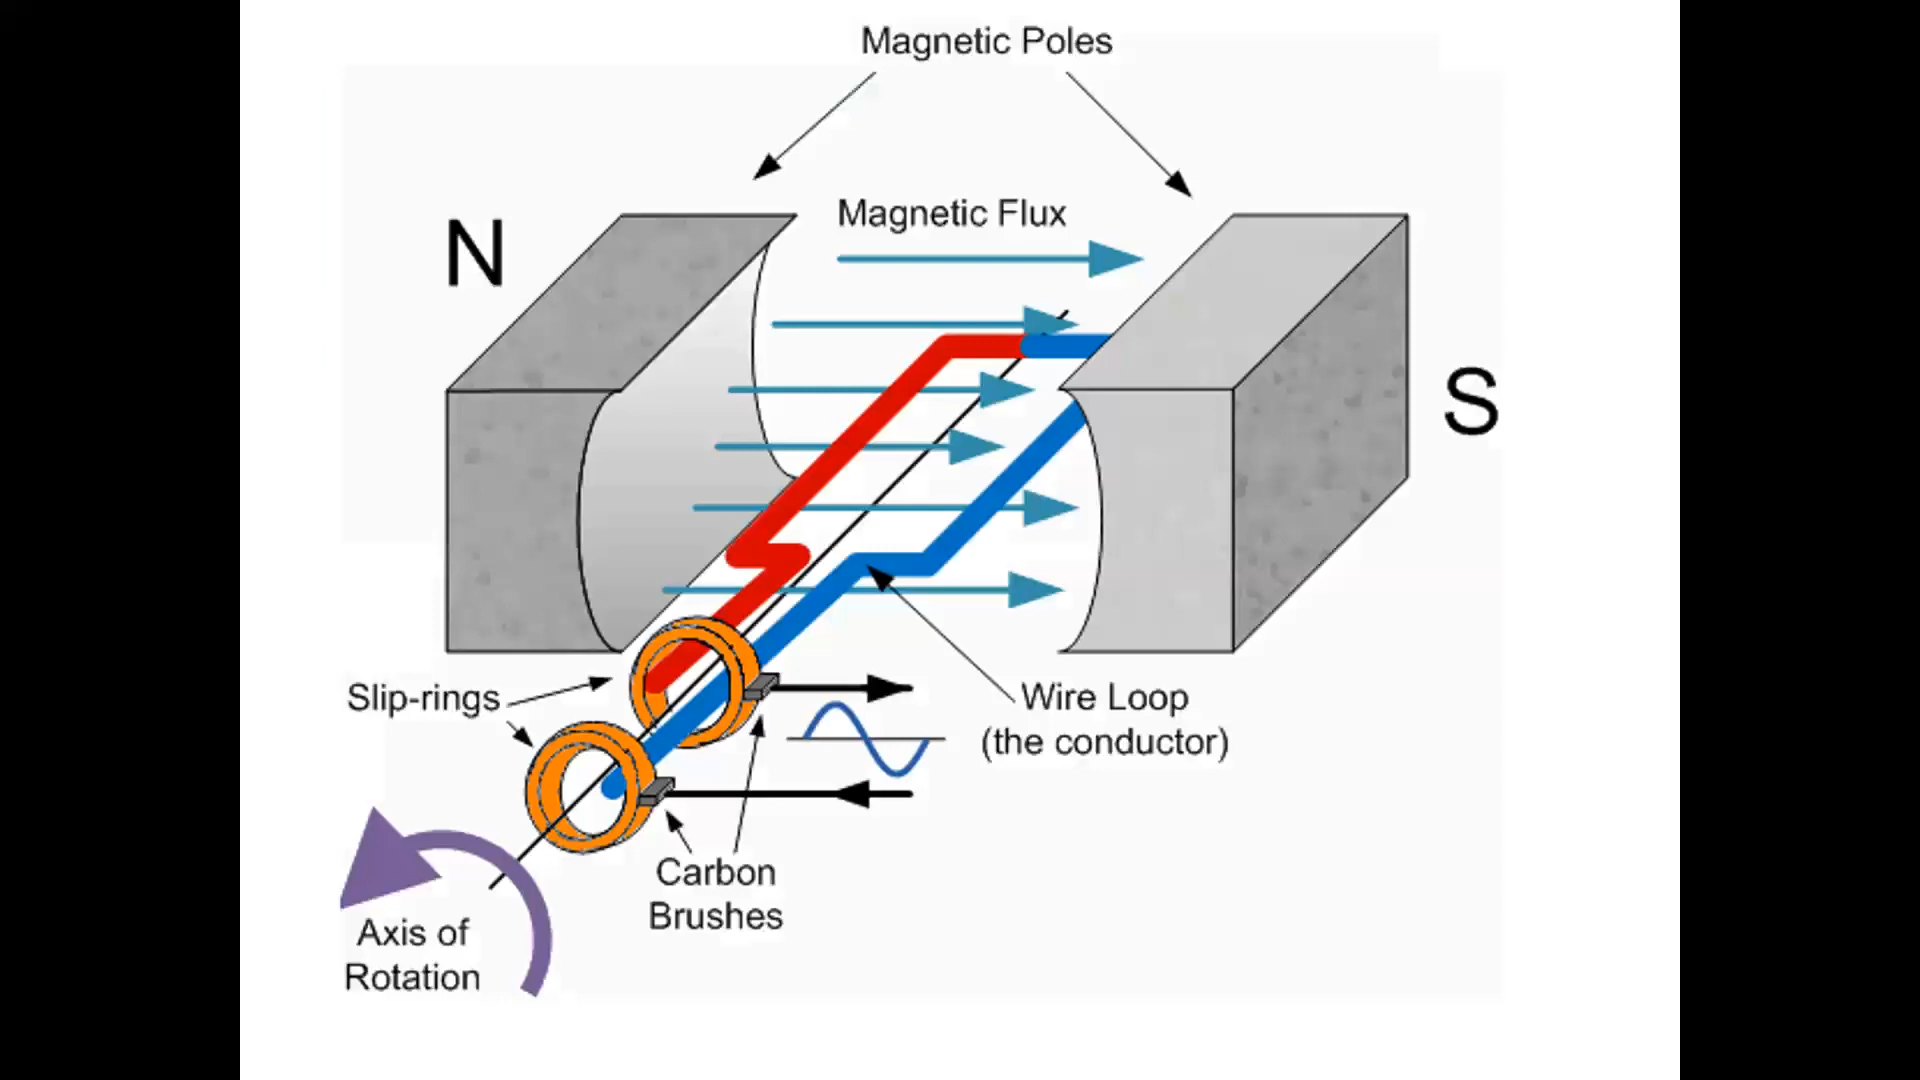 Magnetic Poles
Magnetic Flux
N
S
Slip-rings
Wire Loop
(the conductor)
Carbon
Brushes
Axis of
Rotation